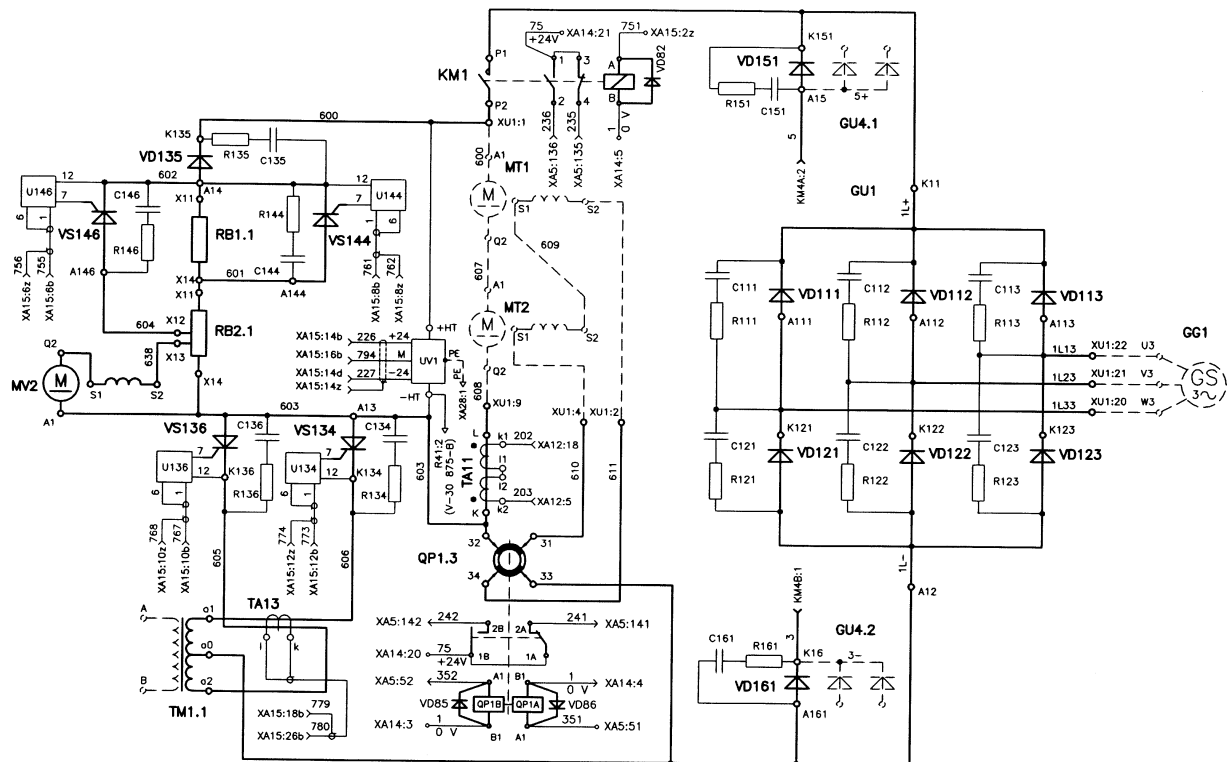 P1
KM1
P2
XU1:1
75
+24V
XA14:21
751
XA15:2z
1
3
2
4
A
B
VD82
236
235
1
0 V
XA5:136
XA5:135
XA14:5
K151
VD151
R151
C151
A15
5+
5
GU4.1
KM4A:2
GU1
K11
1L+
600
K135
R135
C135
VD135
602
A14
12
7
U146
6
1
C146
R146
VS146
A146
756
755
XA15:6z
XA15:6b
X11
RB1.1
X14
601
X11
R144
C144
A144
VS144
12
7
U144
1
6
761
762
XA15:8b
XA15:8z
604
X12
X13
RB2.1
638
X14
Q2
MV2
M
A1
S1
S2
600
A1
MT1
M
S1
S2
Q2
609
607
A1
MT2
M
S1
S2
Q2
608
XU1:9
XU1:4
XU1:2
610
611
+HT
UV1
-HT
PE
PE
XA28:1
XA15:14b
226
+24
XA15:16b
794
M
XA15:14d
227
-24
XA15:14z
R41:2
(V-30 875-B)
603
603
A13
VS136
C136
R136
K136
7
12
U136
6
1
768
767
XA15:10z
XA15:10b
605
VS134
C134
R134
K134
7
12
U134
6
1
774
773
XA15:12z
XA15:12b
606
L
k1
202
XA12:18
l1
l2
TA11
203
XA12:5
k2
K
32
31
QP1.3
34
33
A
B
o1
o0
o2
TM1.1
TA13
l
k
779
780
XA15:18b
XA15:26b
XA5:142
242
2B
2A
241
XA5:141
XA14:20
75
+24V
1B
1A
XA5:52
352
A1
B1
1
0 V
XA14:4
VD85
QP1B
QP1A
VD86
XA14:3
1
0 V
B1
A1
351
XA5:51
C111
R111
VD111
A111
C112
R112
VD112
A112
C113
R113
VD113
A113
GG1
1L13
XU1:22
U3
1L23
XU1:21
V3
1L33
XU1:20
W3
GS
3~
C121
R121
K121
VD121
C122
R122
K122
VD122
C123
R123
K123
VD123
1L-
A12
KM4B:1
3
GU4.2
C161
R161
K16
3-
VD161
A161